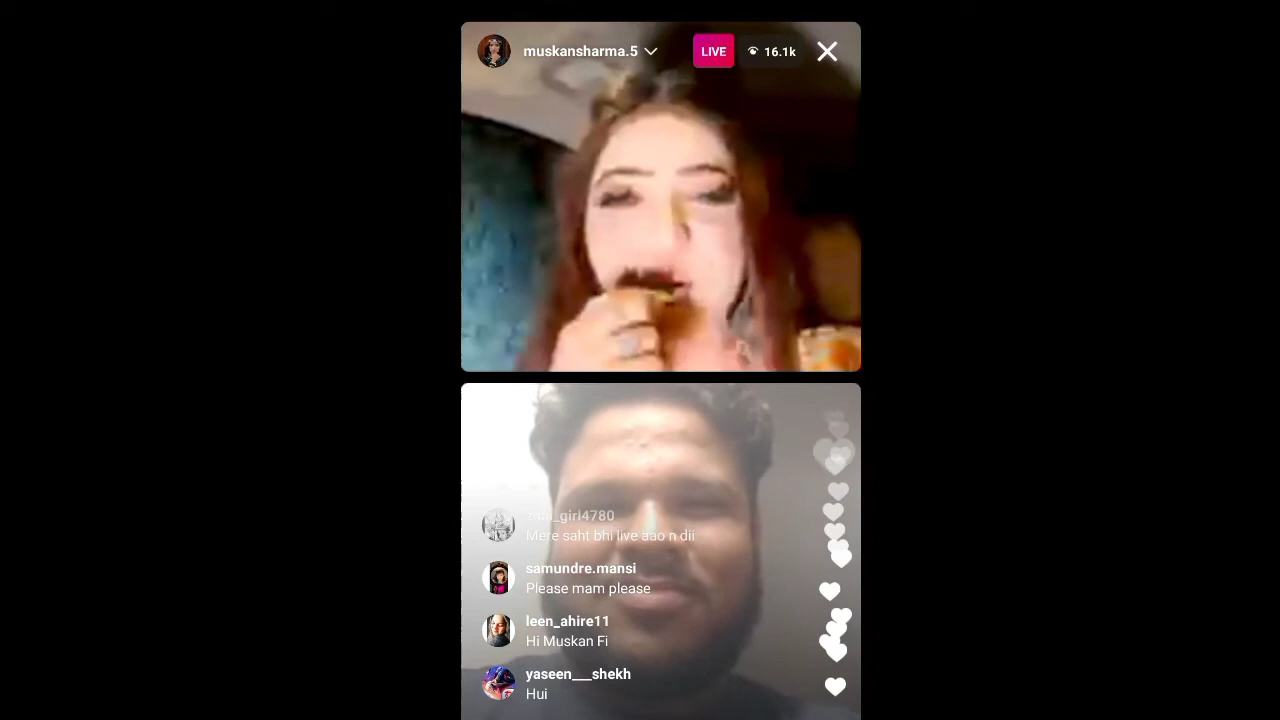 muskansharma.5
LIVE
16.1k
Mere saht bhi live aao n dii
samundre.mansi
Please mam please
leen_ahire11
Hi Muskan Fi
yaseen___shekh
Hui